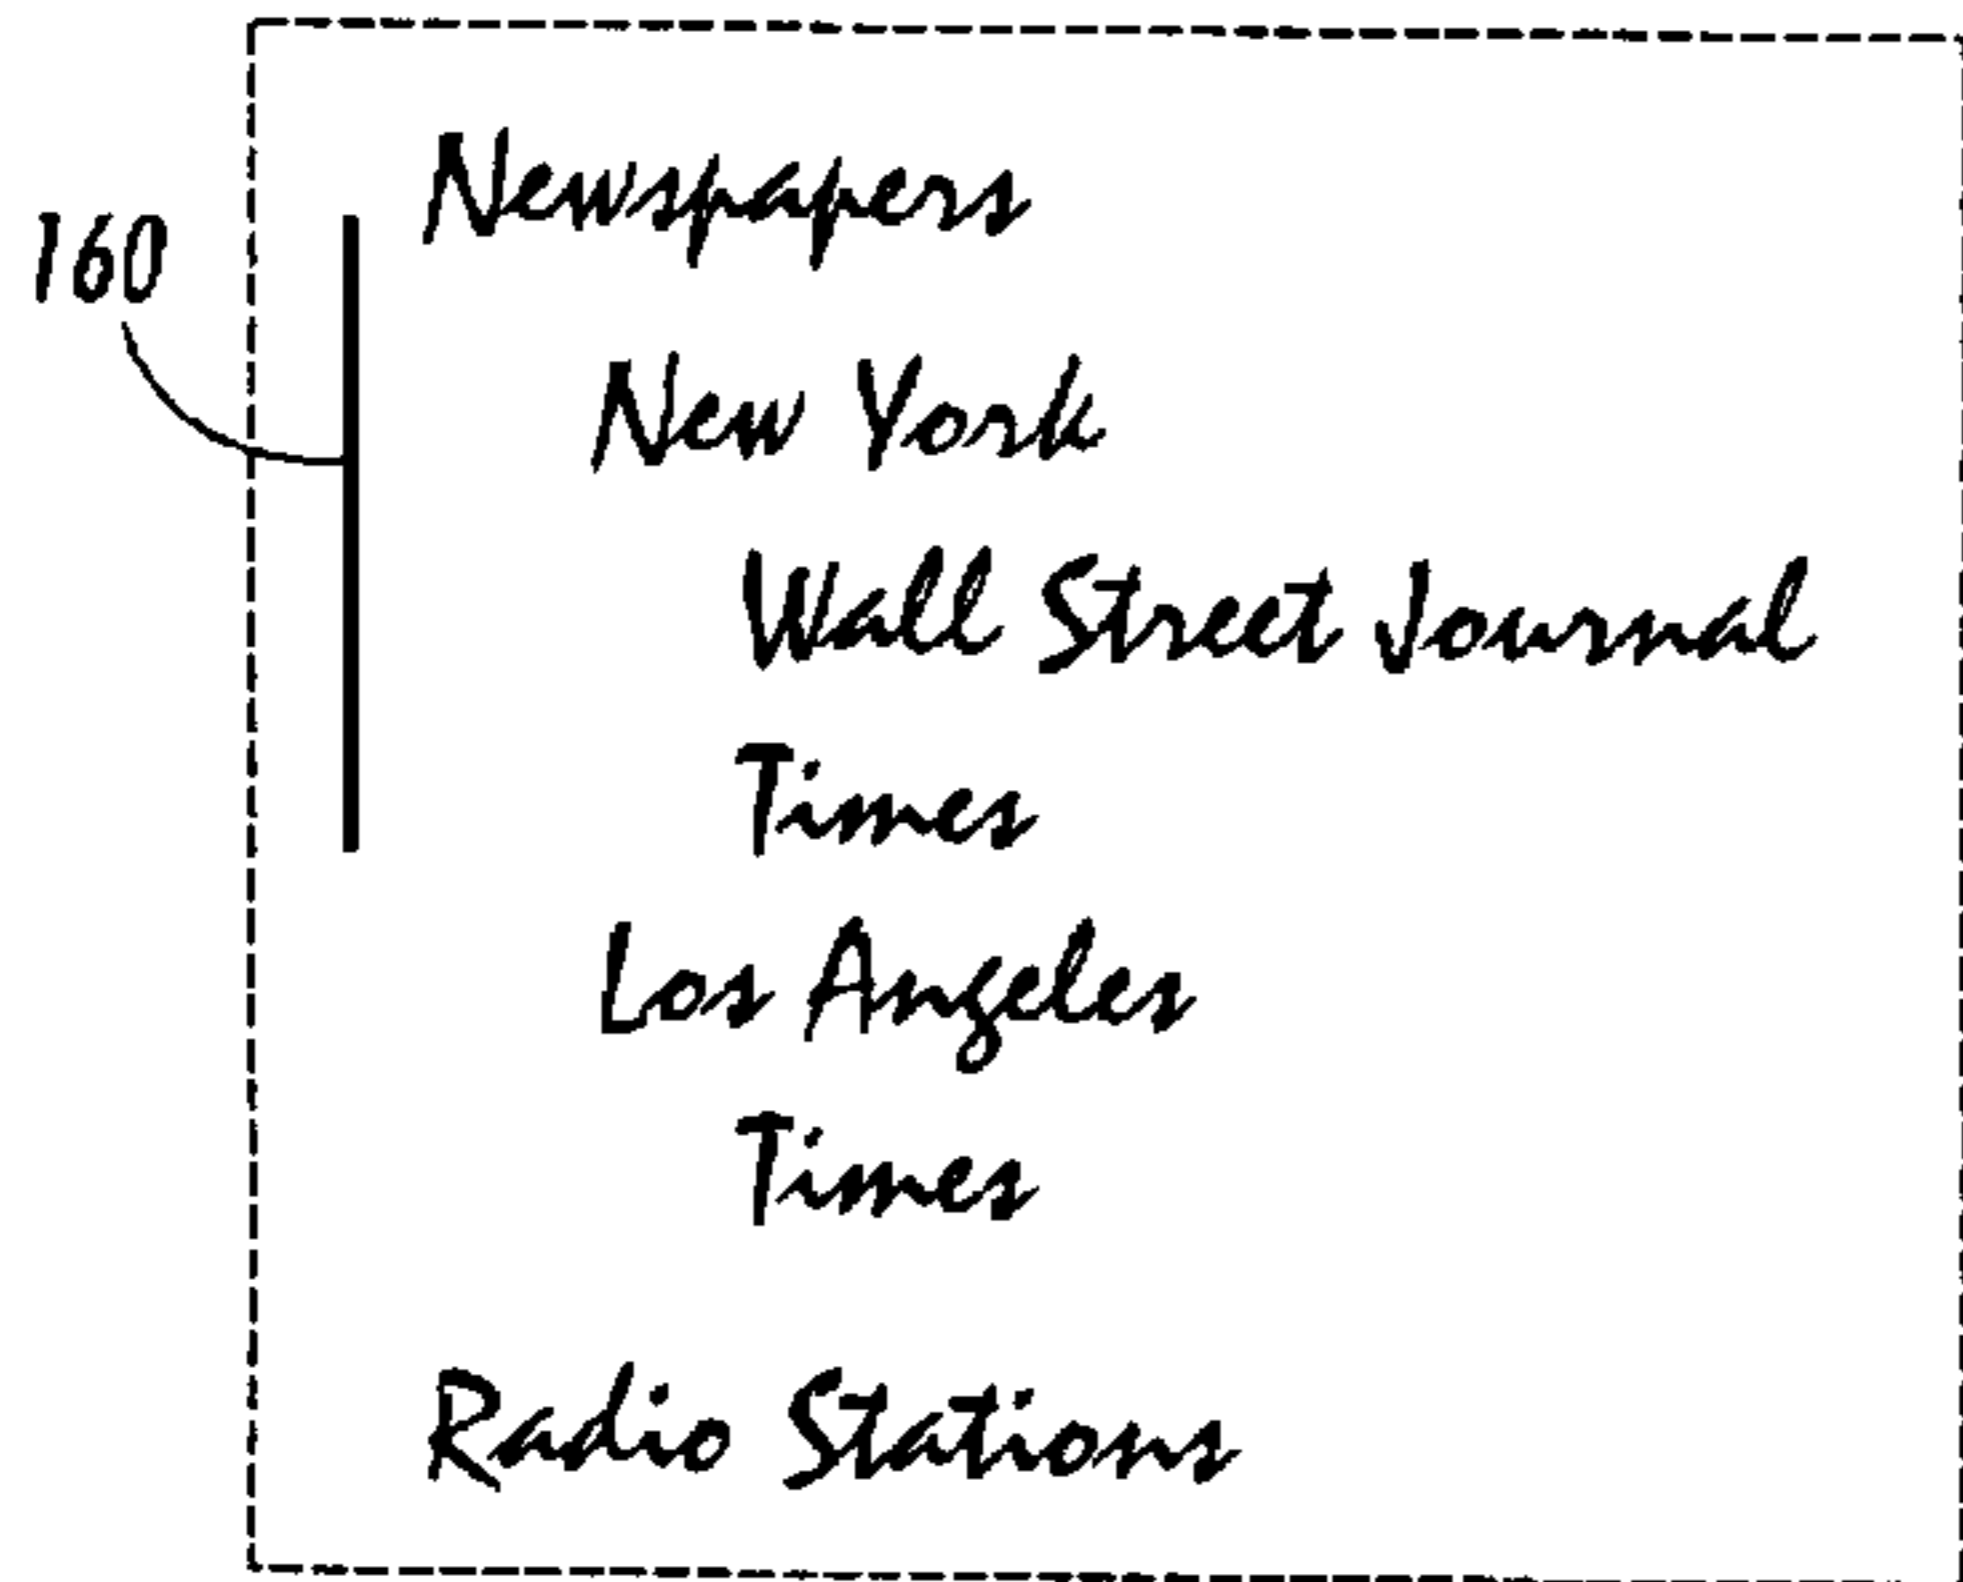 Newspapers
160
New York
Wall Street Journal
Times
Los Angeles
Times
Radio Stations